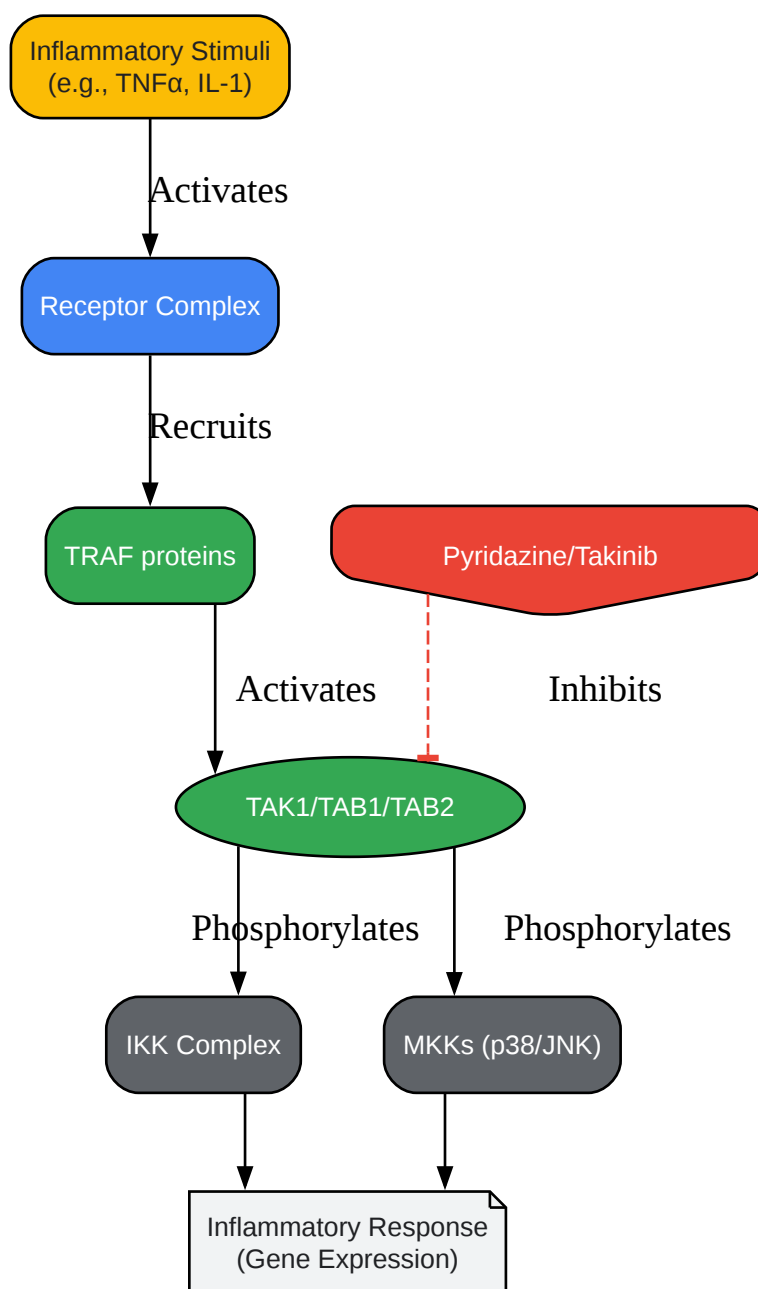 Inflammatory Stimuli
(e.g., TNFα, IL-1)
Activates
Receptor Complex
Recruits
TRAF proteins
Pyridazine/Takinib
Activates
Inhibits
TAK1/TAB1/TAB2
Phosphorylates
Phosphorylates
IKK Complex
MKKs (p38/JNK)
Inflammatory Response
(Gene Expression)